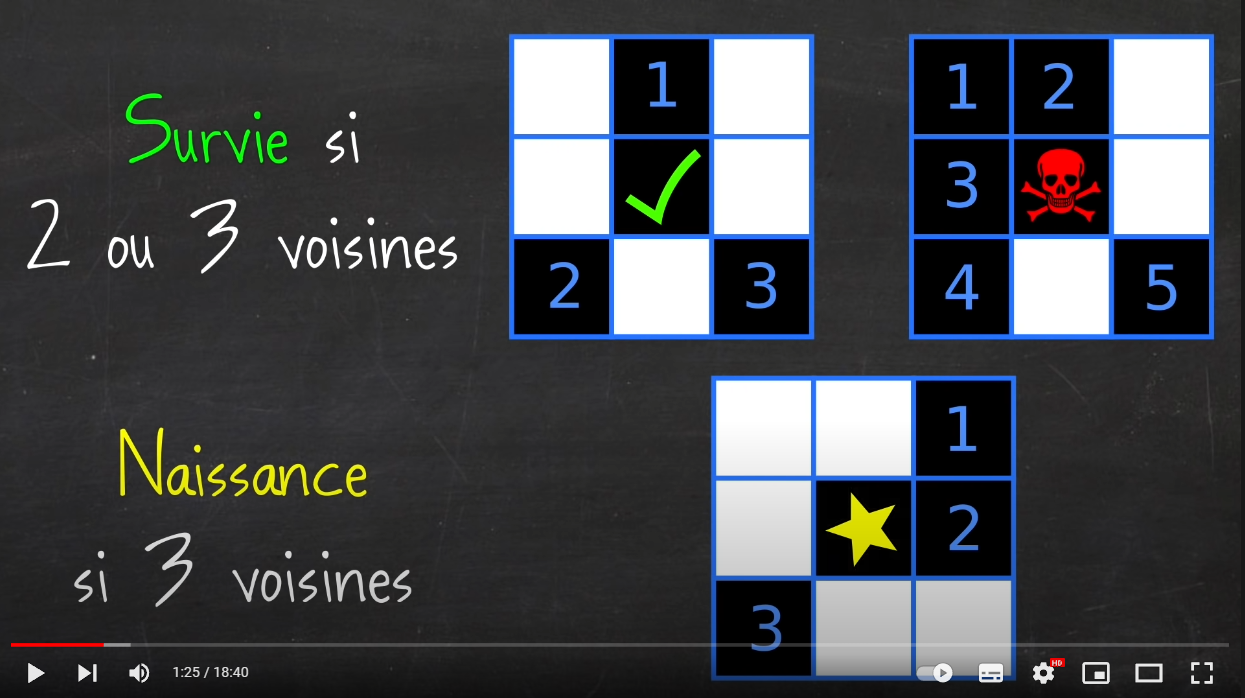 Survie si
2 ou 3 voisines
1
2 3
1 2
3
4 5
Naissance
si 3 voisines
1
2
3
1:25 / 18:40
HD